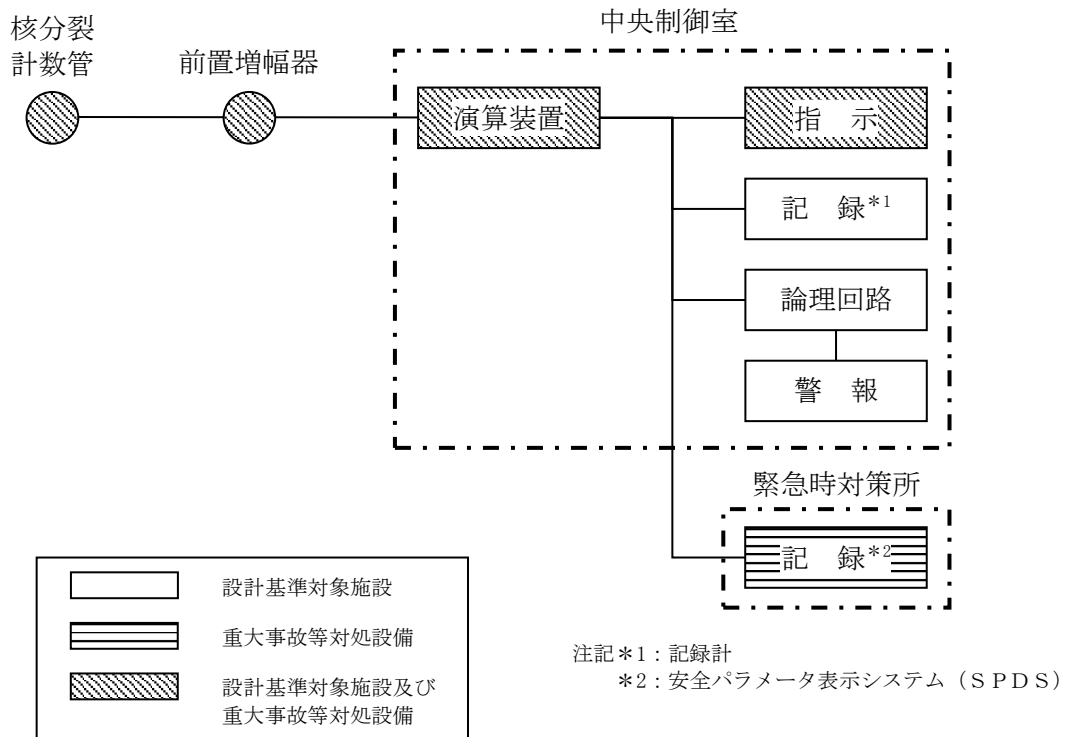 中央制御室
核分裂
計数管
前置増幅器
演算装置
指 示
記 録*1
論理回路
警 報
緊急時対策所
記 録*2
設計基準対象施設
重大事故等対処設備
設計基準対象施設及び
重大事故等対処設備
注記*1:記録計
*2:安全パラメータ表示システム(SPDS)